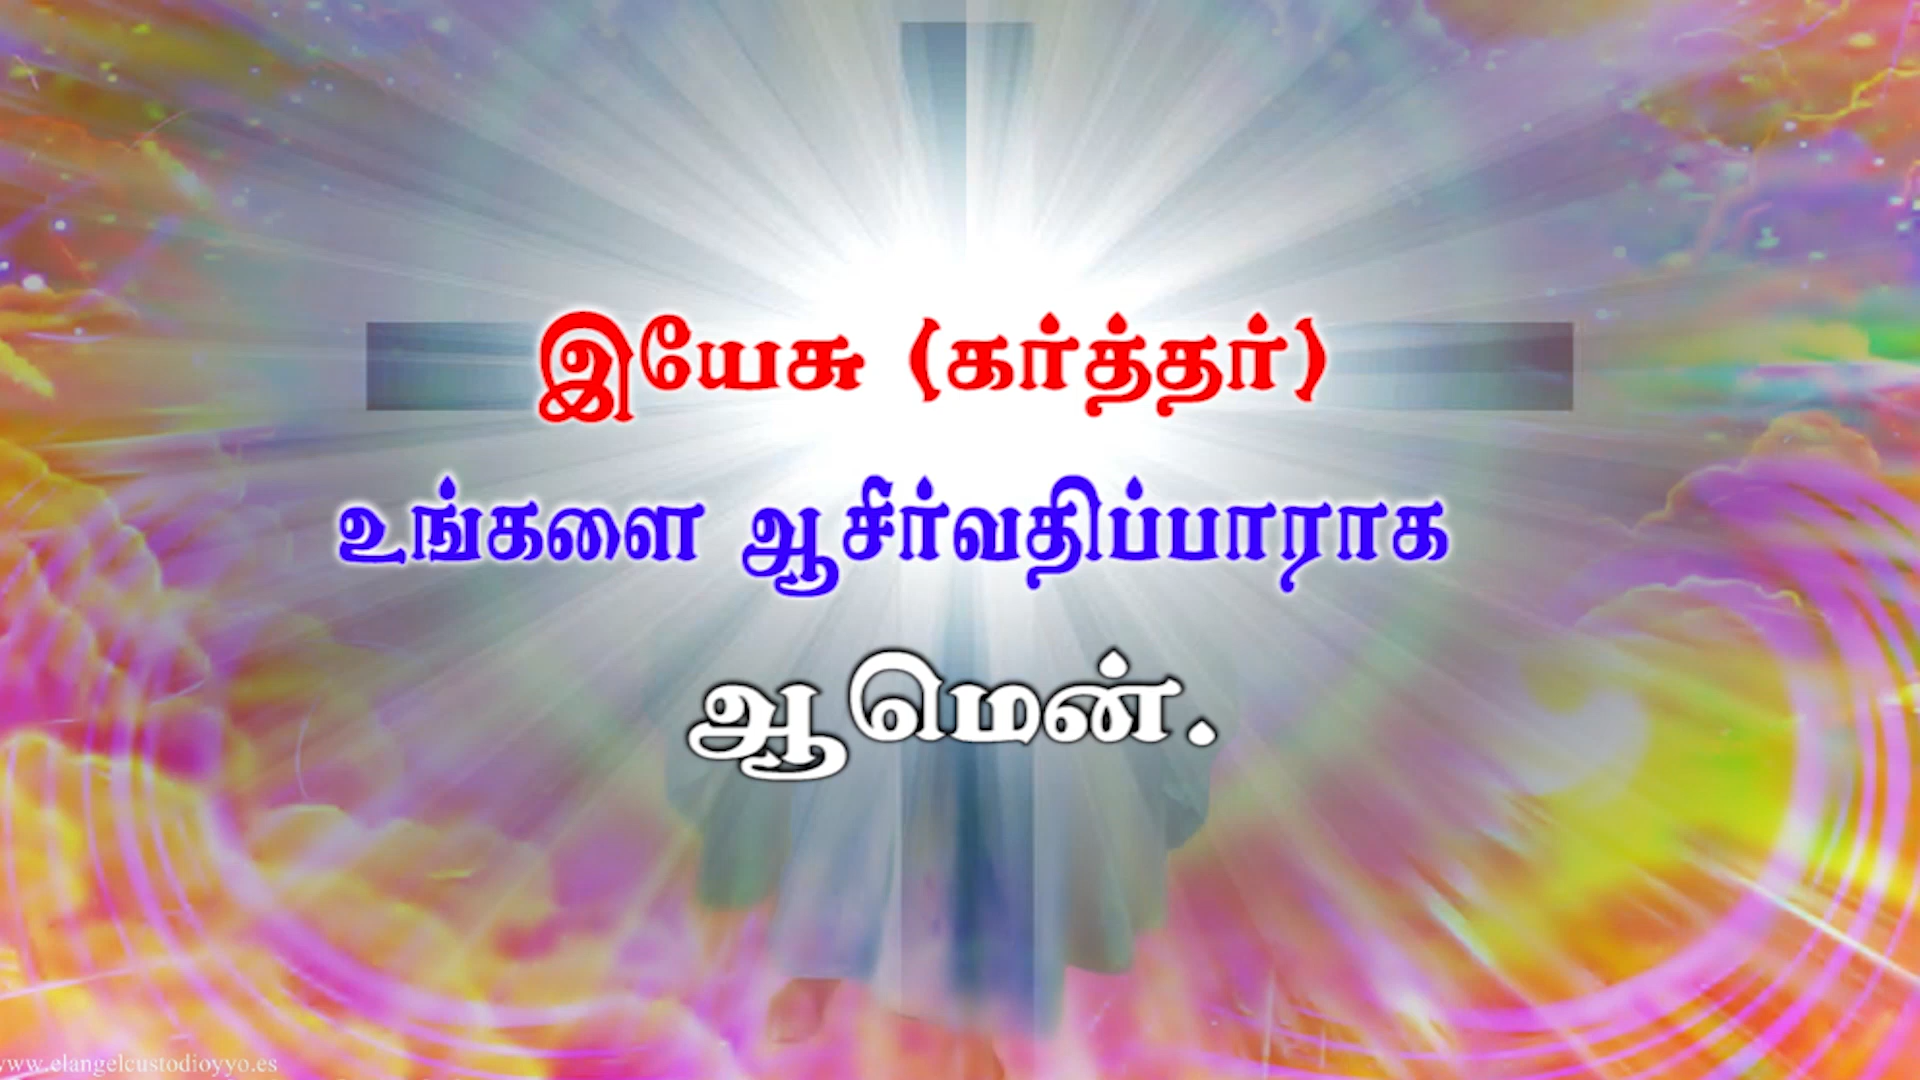 இயேசு (கர்த்தர்)
உங்களை ஆசிர்வதிப்பாராக
ஆமென்.
www.elangelcustodioyyo.es